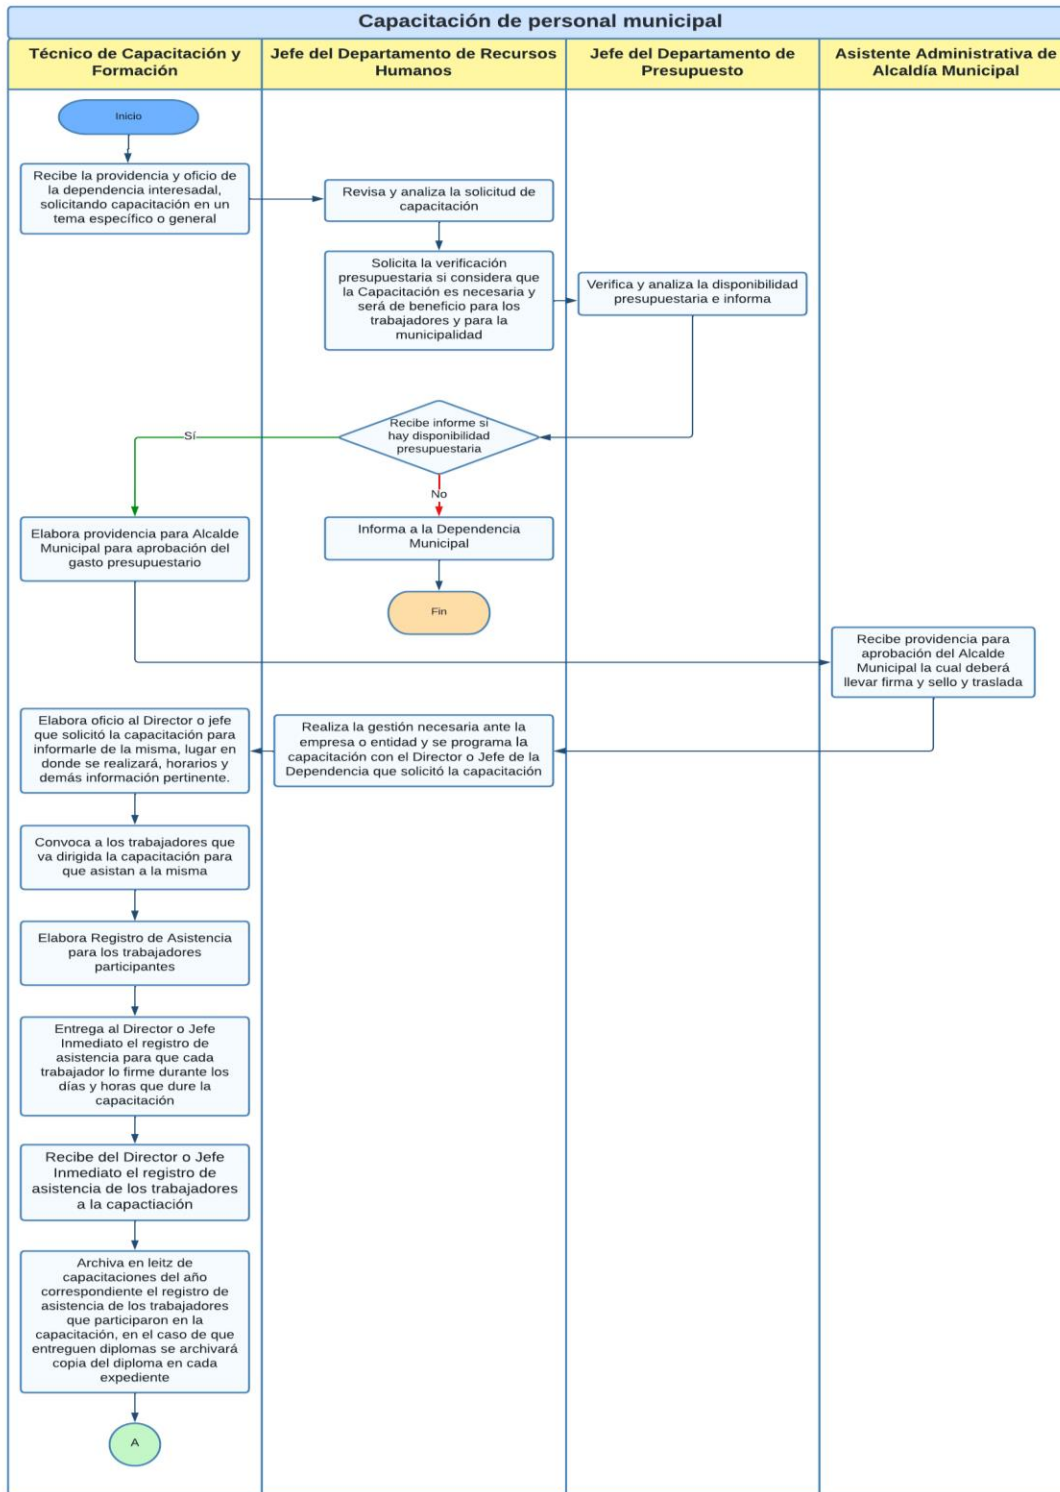 Capacitación de personal municipal
Técnico de Capacitación y
Formación
Jefe del Departamento de Recursos
Humanos
Jefe del Departamento de
Presupuesto
Asistente Administrativa de
Alcaldía Municipal
Inicio
Recibe la providencia y oficio de
la dependencia interesadal,
solicitando capacitación en un
tema específico o general
Revisa y analiza la solicitud de
capacitación
Solicita la verificación
presupuestaria si considera que
la Capacitación es necesaria y
será de beneficio para los
trabajadores y para la
municipalidad
Verifica y analiza la disponibilidad
presupuestaria e informa
Recibe informe si
hay disponibilidad
presupuestaria
Sí
No
Elabora providencia para Alcalde
Municipal para aprobación del
gasto presupuestario
Informa a la Dependencia
Municipal
Fin
Recibe providencia para
aprobación del Alcalde
Municipal la cual deberá
llevar firma y sello y traslada
Realiza la gestión necesaria ante la
empresa o entidad y se programa la
capacitación con el Director o Jefe de la
Dependencia que solicitó la capacitación
Elabora oficio al Director o jefe
que solicitó la capacitación para
informarle de la misma, lugar en
donde se realizará, horarios y
demás información pertinente.
Convoca a los trabajadores que
va dirigida la capacitación para
que asistan a la misma
Elabora Registro de Asistencia
para los trabajadores
participantes
Entrega al Director o Jefe
Inmediato el registro de
asistencia para que cada
trabajador lo firme durante los
días y horas que dure la
capacitación
Recibe del Director o Jefe
Inmediato el registro de
asistencia de los trabajadores
a la capactiación
Archiva en leitz de
capacitaciones del año
correspondiente el registro de
asistencia de los trabajadores
que participaron en la
capacitación, en el caso de que
entreguen diplomas se archivará
copia del diploma en cada
expediente
A